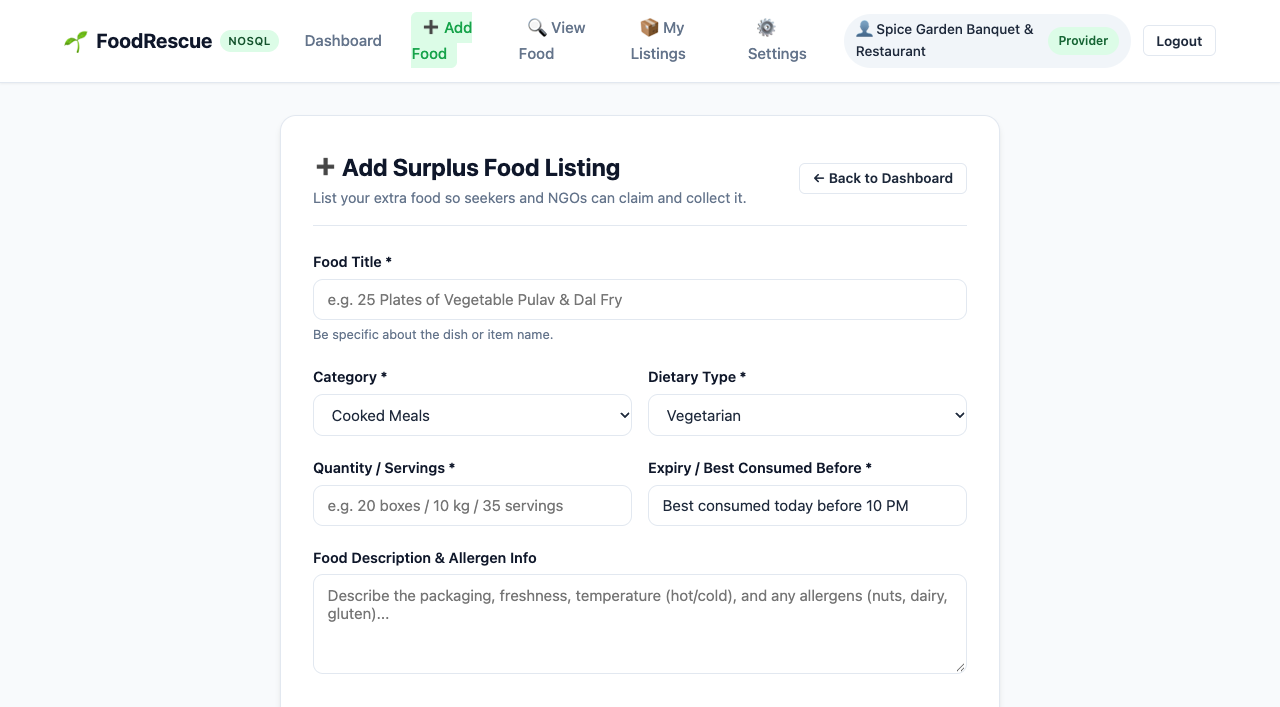 FoodRescue NOSQL
Dashboard
➕ Add
Food
🔍 View
Food
📦 My
Listings
⚙️
Settings
👤 Spice Garden Banquet &
Restaurant
Provider
Logout
➕ Add Surplus Food Listing
List your extra food so seekers and NGOs can claim and collect it.
← Back to Dashboard
Food Title *
e.g. 25 Plates of Vegetable Pulav & Dal Fry
Be specific about the dish or item name.
Category *
Cooked Meals
Dietary Type *
Vegetarian
Quantity / Servings *
e.g. 20 boxes / 10 kg / 35 servings
Expiry / Best Consumed Before *
Best consumed today before 10 PM
Food Description & Allergen Info
Describe the packaging, freshness, temperature (hot/cold), and any allergens (nuts, dairy,
gluten)...